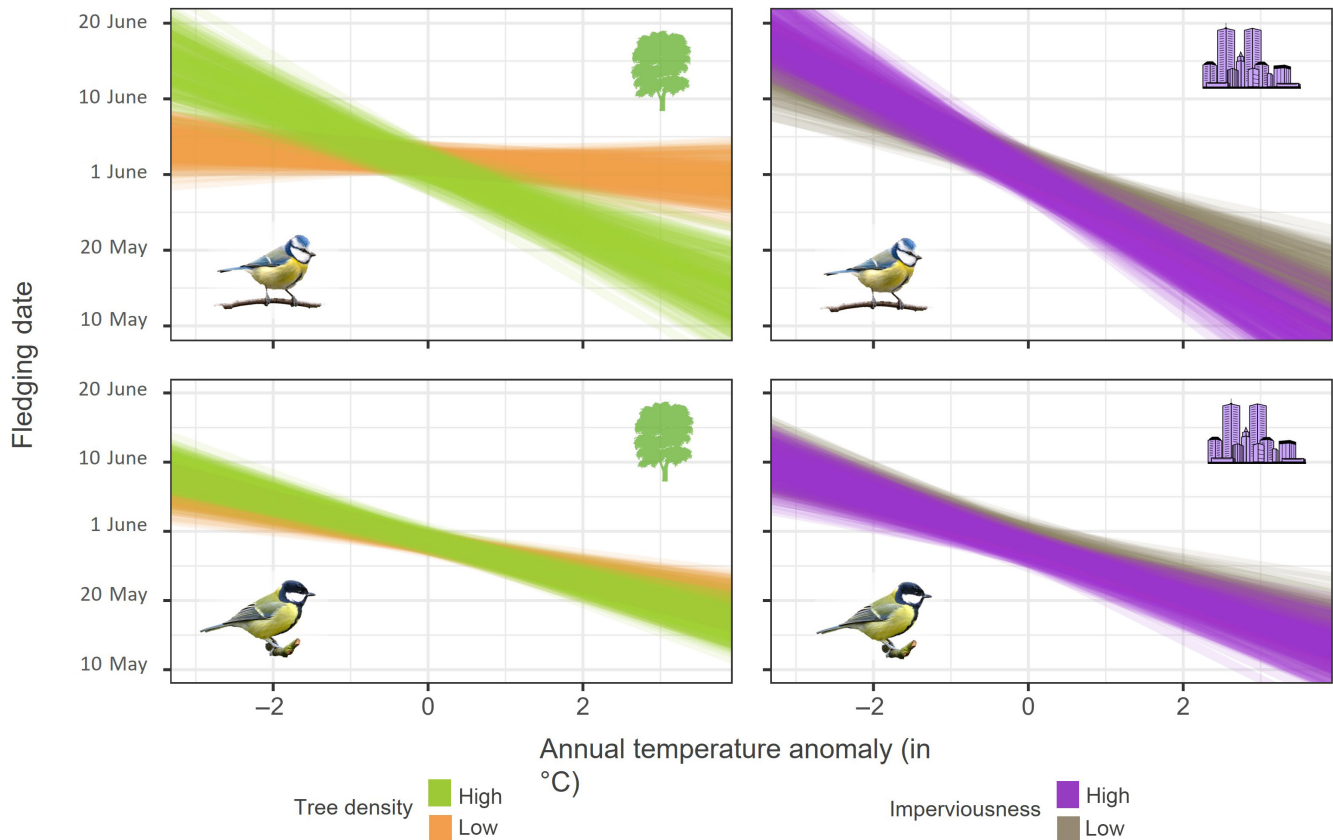 20 June
10 June
1 June
20 May
10 May
20 June
10 June
1 June
20 May
10 May
Fledging date
–2 0 2
–2 0 2
Annual temperature anomaly (in
°C)
Tree density
High
Low
Imperviousness
High
Low